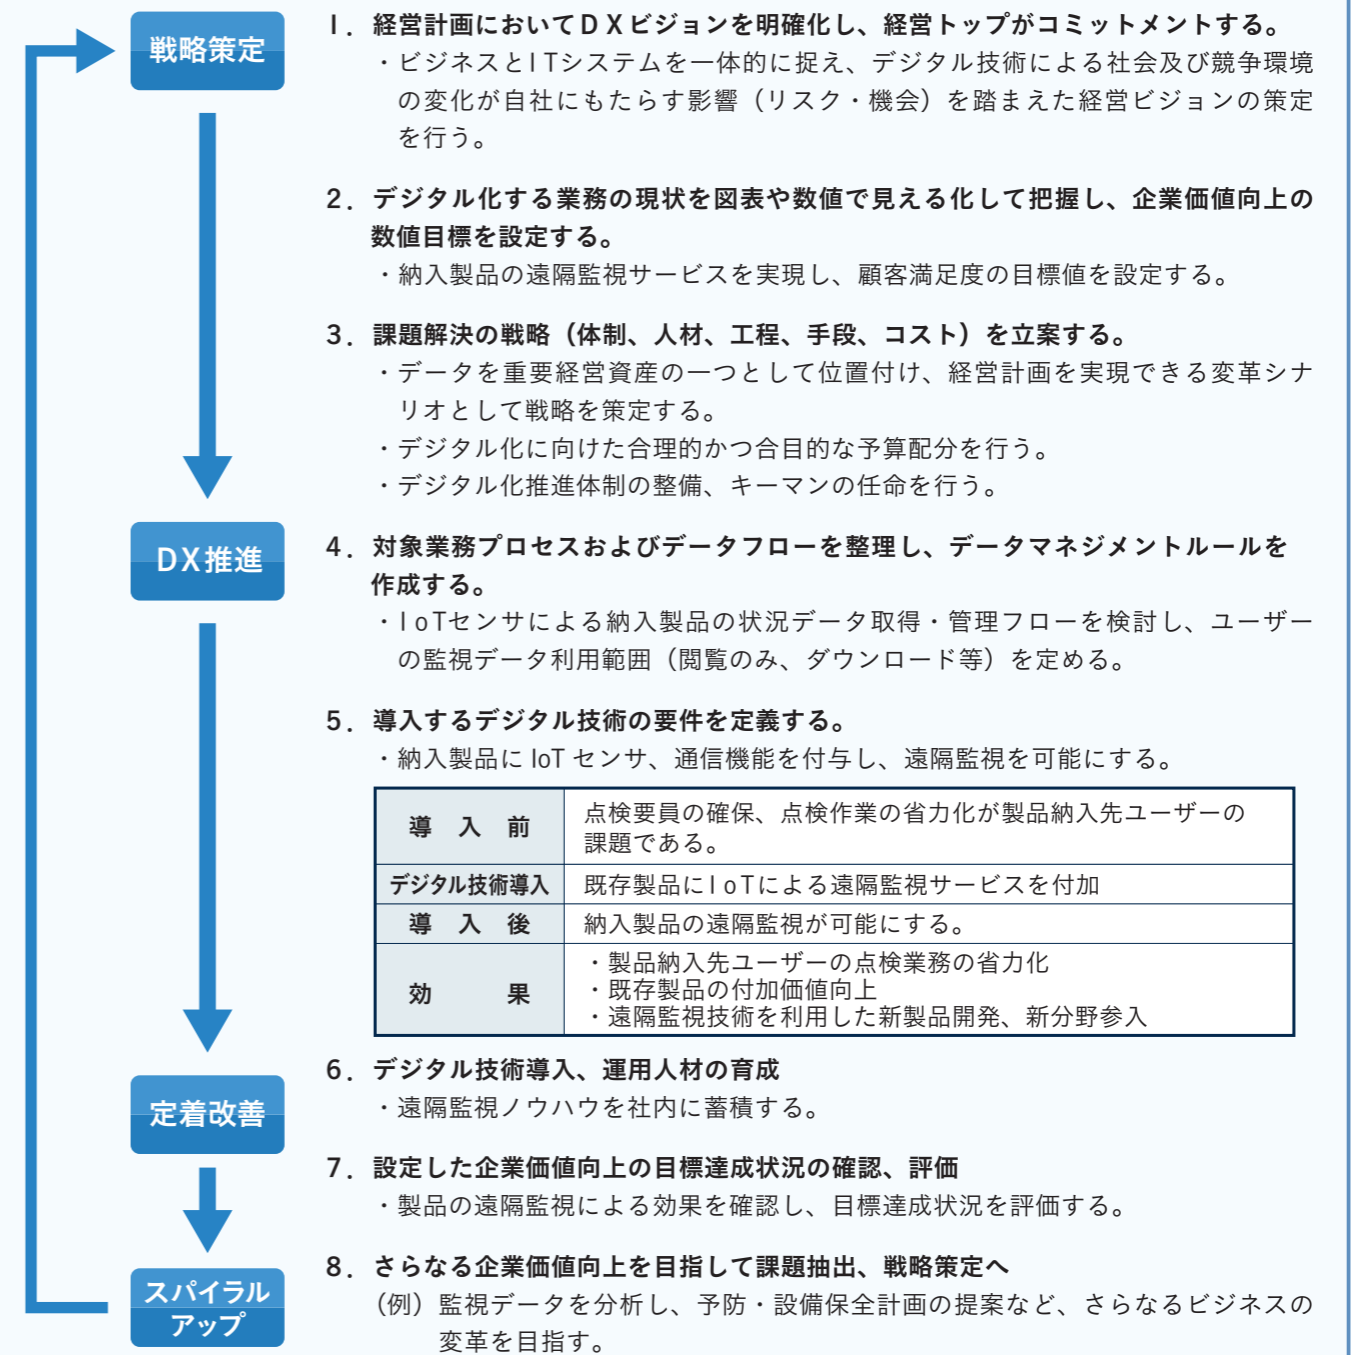 戦略策定
1．経営計画においてDXビジョンを明確化し、経営トップがコミットメントする。
・ビジネスとITシステムを一体的に捉え、デジタル技術による社会及び競争環境
の変化が自社にもたらす影響（リスク・機会）を踏まえた経営ビジョンの策定
を行う。
2．デジタル化する業務の現状を図表や数値で見える化して把握し、企業価値向上の
数値目標を設定する。
・納入製品の遠隔監視サービスを実現し、顧客満足度の目標値を設定する。
3．課題解決の戦略（体制、人材、工程、手段、コスト）を立案する。
・データを重要経営資産の一つとして位置付け、経営計画を実現できる変革シナ
リオとして戦略を策定する。
・デジタル化に向けた合理的かつ合目的な予算配分を行う。
・デジタル化推進体制の整備、キーマンの任命を行う。
DX推進
4．対象業務プロセスおよびデータフローを整理し、データマネジメントルールを
作成する。
・IoTセンサによる納入製品の状況データ取得・管理フローを検討し、ユーザー
の監視データ利用範囲（閲覧のみ、ダウンロード等）を定める。
5．導入するデジタル技術の要件を定義する。
・納入製品に IoT センサ、通信機能を付与し、遠隔監視を可能にする。
導入前
点検要員の確保、点検作業の省力化が製品納入先ユーザーの
課題である。
デジタル技術導入
既存製品にIoTによる遠隔監視サービスを付加
導入後
納入製品の遠隔監視が可能にする。
効果
・製品納入先ユーザーの点検業務の省力化
・既存製品の付加価値向上
・遠隔監視技術を利用した新製品開発、新分野参入
定着改善
6．デジタル技術導入、運用人材の育成
・遠隔監視ノウハウを社内に蓄積する。
7．設定した企業価値向上の目標達成状況の確認、評価
・製品の遠隔監視による効果を確認し、目標達成状況を評価する。
スパイラル
アップ
8．さらなる企業価値向上を目指して課題抽出、戦略策定へ
（例）監視データを分析し、予防・設備保全計画の提案など、さらなるビジネスの
変革を目指す。